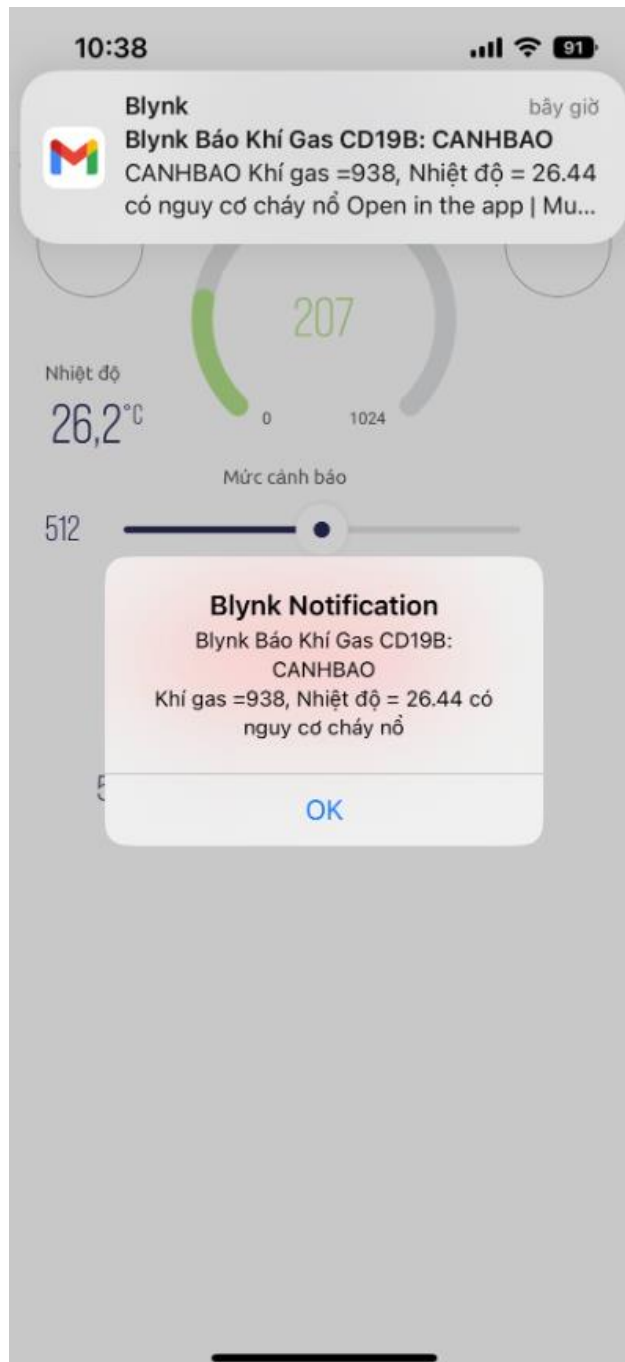 10:38
91
Blynk
bây giờ
Blynk Báo Khí Gas CD19B: CANHBAO
CANHBAO Khí gas =938, Nhiệt độ = 26.44
có nguy cơ cháy nổ Open in the app | Mu...
207
Nhiệt độ
26,2°C
0
1024
Mức cảnh báo
512
Blynk Notification
Blynk Báo Khí Gas CD19B:
CANHBAO
Khí gas =938, Nhiệt độ = 26.44 có
nguy cơ cháy nổ
OK